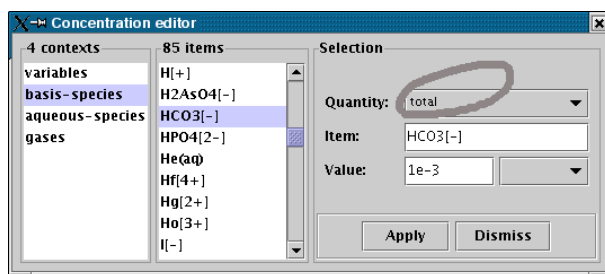 Concentration editor
4 contexts
variables
basis-species
aqueous-species
gases
85 items
H[+]
H2AsO4[-]
HCO3[-]
HPO4[2-]
He(aq)
Hf[4+]
Hg[2+]
Ho[3+]
I[-]
Selection
Quantity: total
Item: HCO3[-]
Value: 1e-3
Apply Dismiss